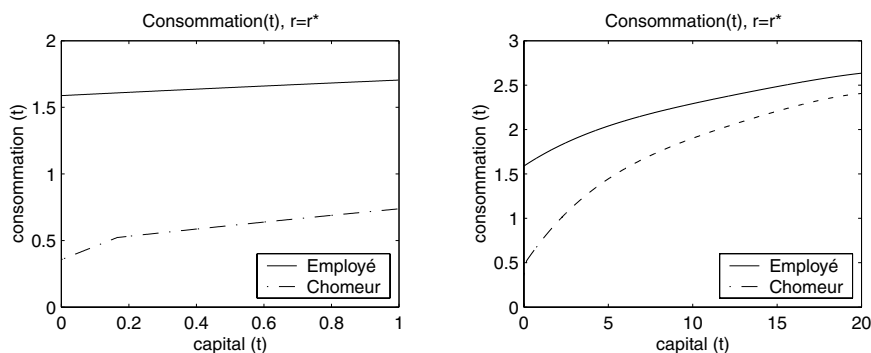 Consommation(t), r=r*
2
1.5
1
0.5
0
consommation (t)
0
0.2
0.4
0.6
0.8
1
capital (t)
Employé
Chomeur
Consommation(t), r=r*
3
2.5
2
1.5
1
0.5
0
consommation (t)
0
5
10
15
20
capital (t)
Employé
Chomeur